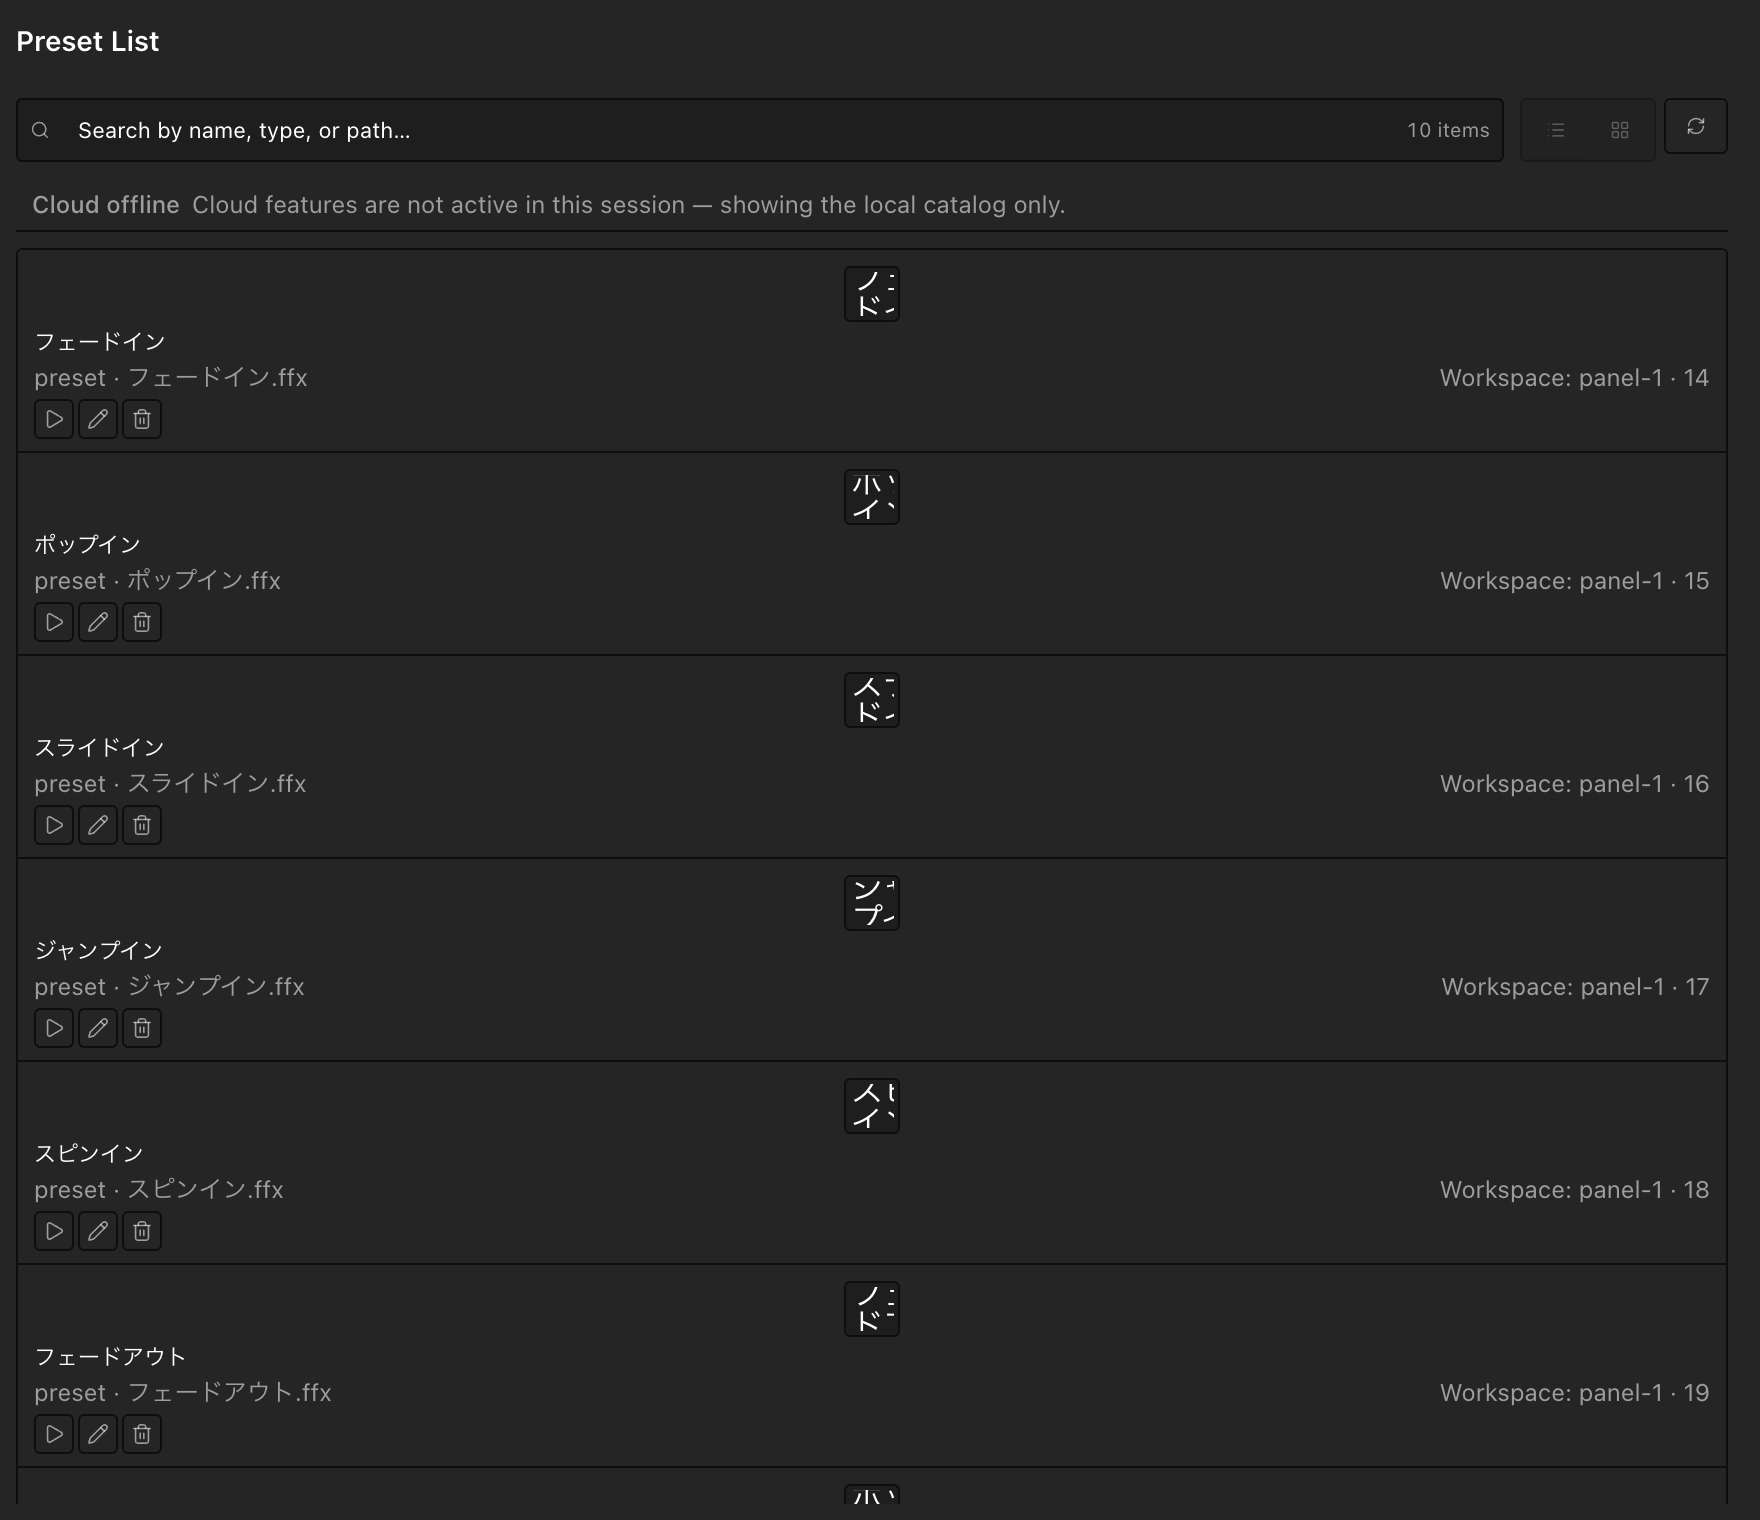 Preset List
Search by name, type, or path...
10 items
Cloud offline Cloud features are not active in this session — showing the local catalog only.
フェードイン
preset · フェードイン.ffx
Workspace: panel-1 · 14
ポップイン
preset · ポップイン.ffx
Workspace: panel-1 · 15
スライドイン
preset · スライドイン.ffx
Workspace: panel-1 · 16
ジャンプイン
preset · ジャンプイン.ffx
Workspace: panel-1 · 17
スピンイン
preset · スピンイン.ffx
Workspace: panel-1 · 18
フェードアウト
preset · フェードアウト.ffx
Workspace: panel-1 · 19